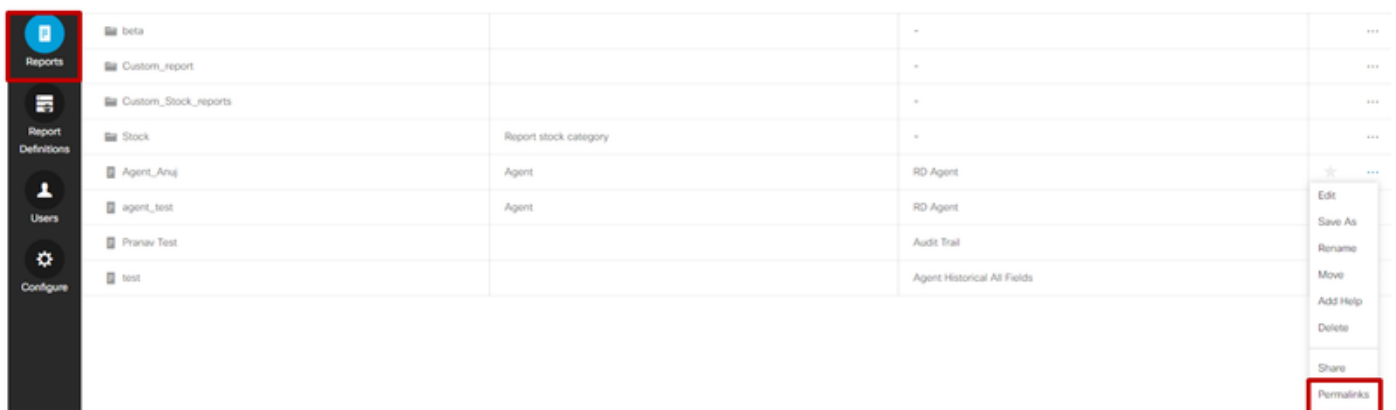 Reports
Report
Definitions
Users
Configure
beta -
Custom_report -
Custom_Stock_reports -
Stock Report stock category -
Agent_Anuj Agent RD Agent
agent_test Agent RD Agent
Pranav Test Audit Trail
test Agent Historical All Fields
Edit
Save As
Rename
Move
Add Help
Delete
Share
Permalinks